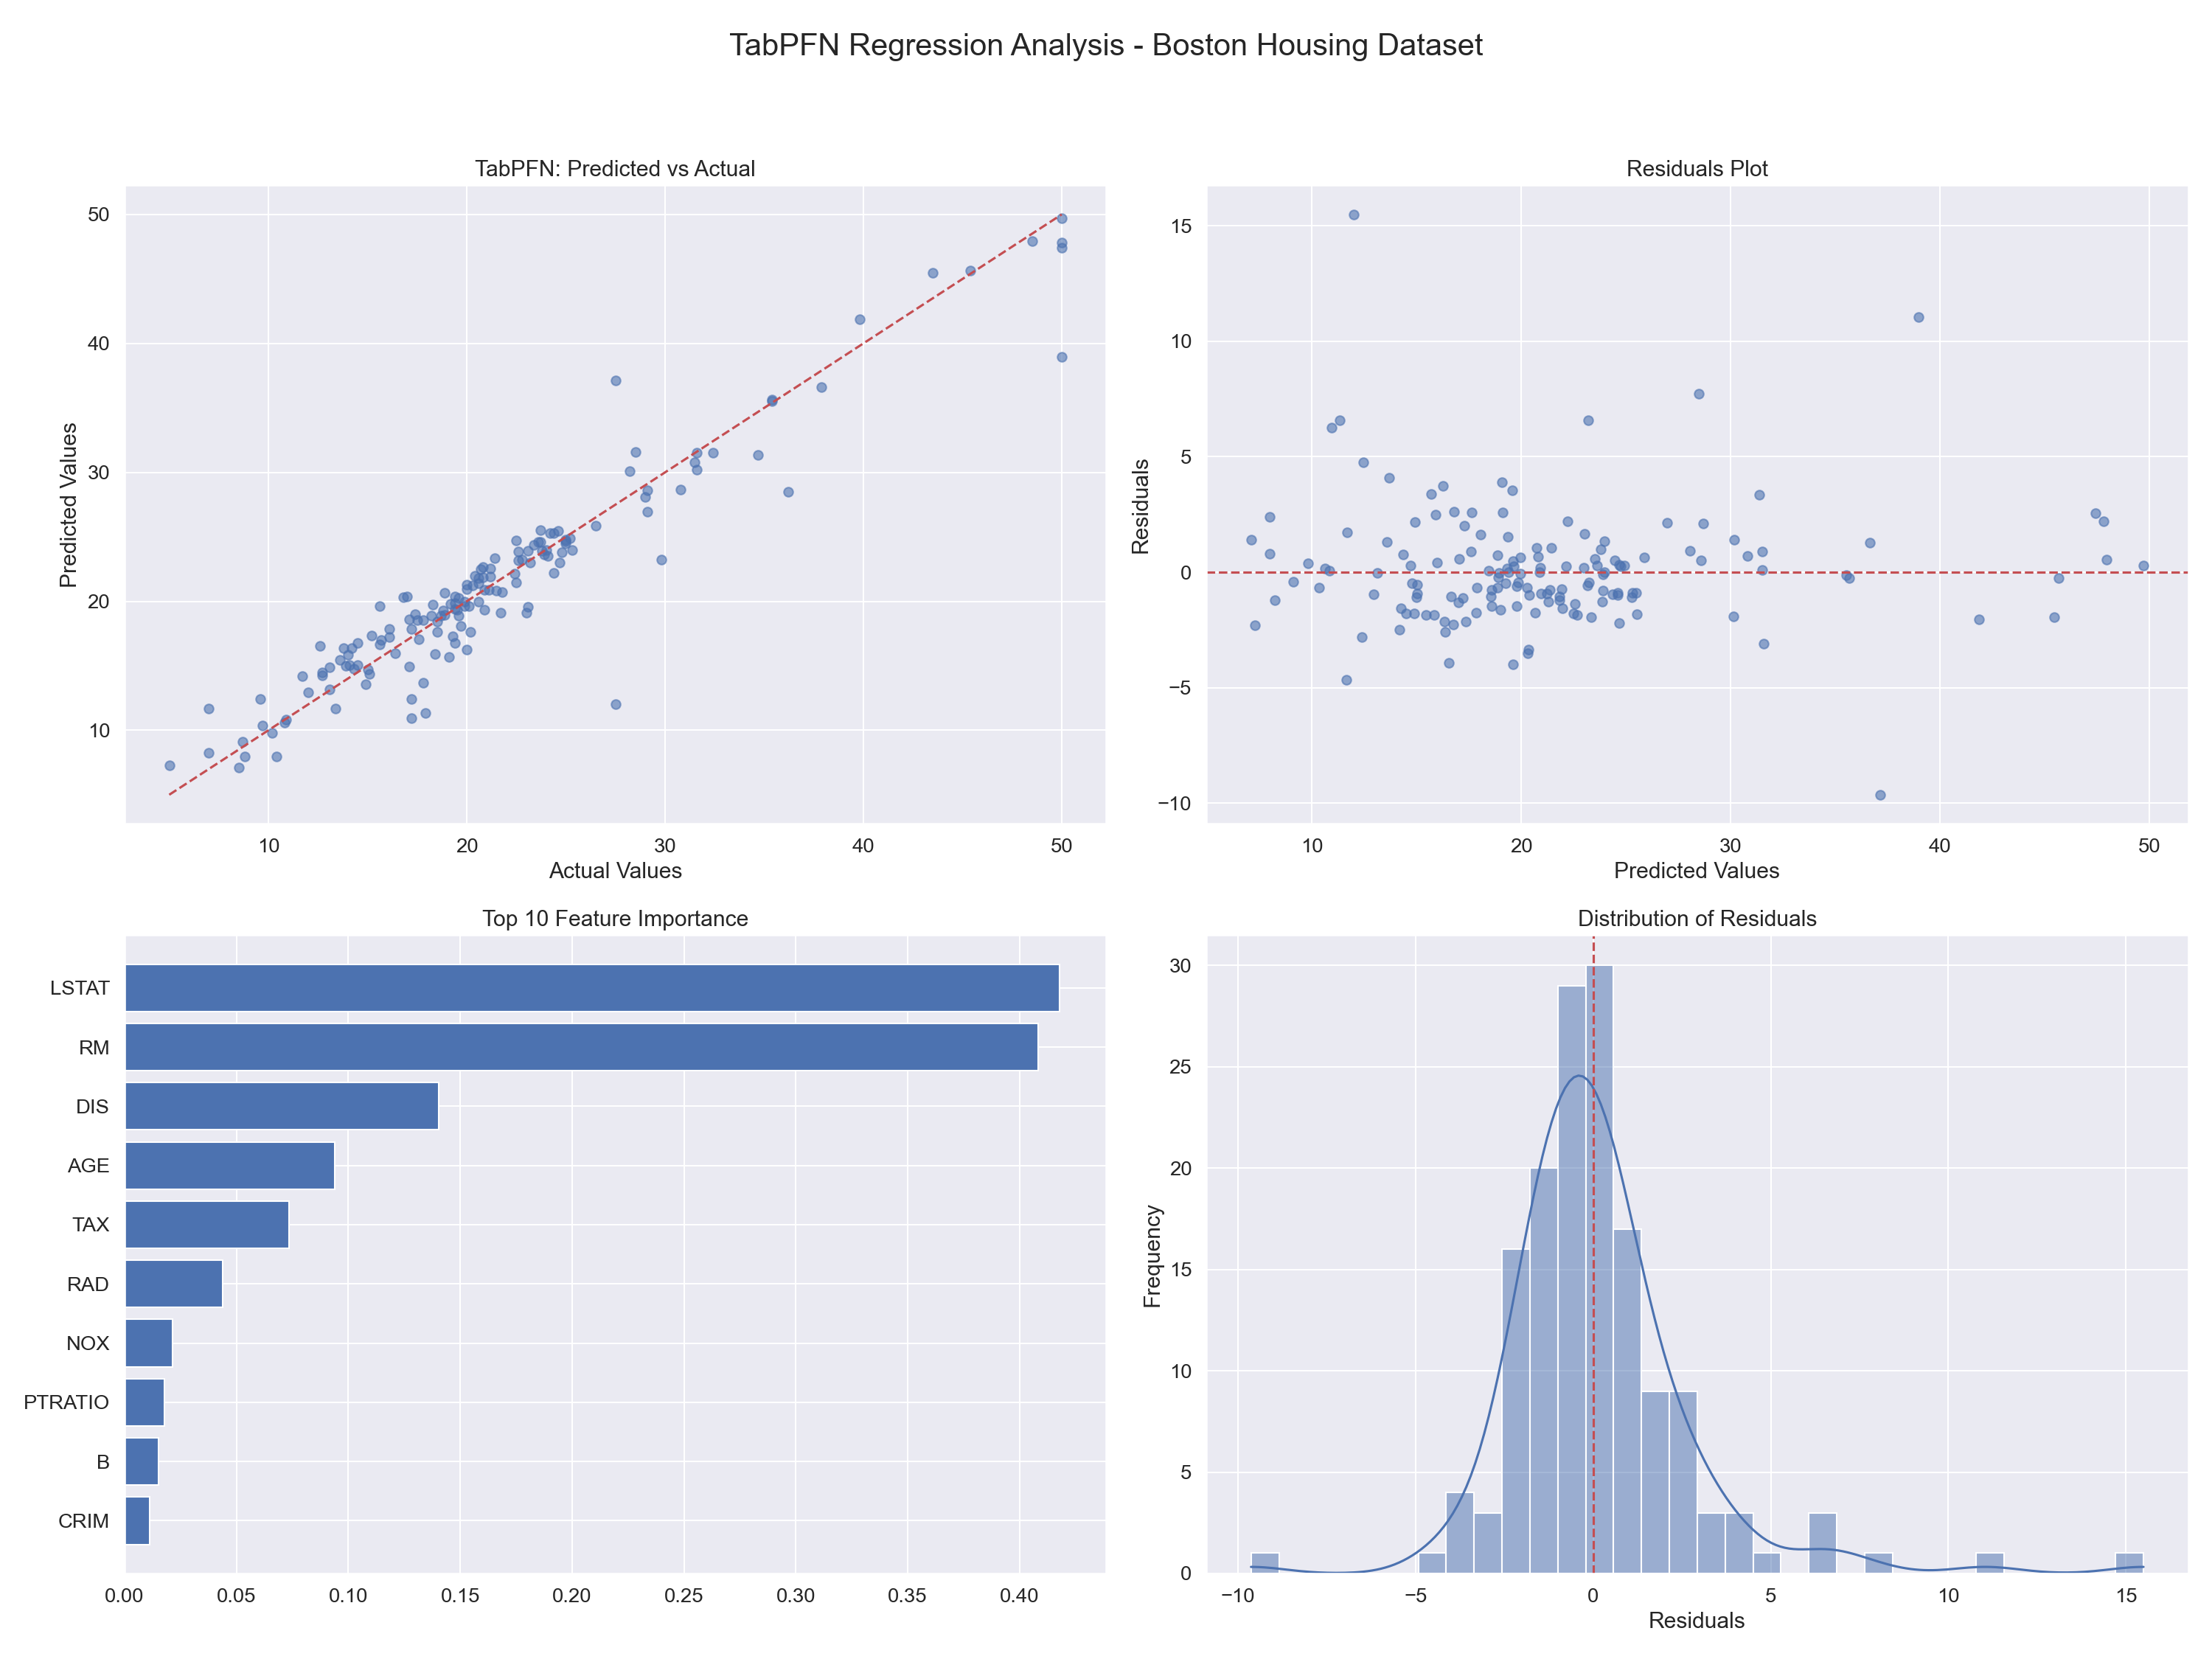 TabPFN Regression Analysis - Boston Housing Dataset
TabPFN: Predicted vs Actual
50
40
30
20
10
Predicted Values
10 20 30 40 50
Actual Values
Residuals Plot
15
10
5
0
−5
−10
Residuals
10 20 30 40 50
Predicted Values
Top 10 Feature Importance
LSTAT
RM
DIS
AGE
TAX
RAD
NOX
PTRATIO
B
CRIM
0.00 0.05 0.10 0.15 0.20 0.25 0.30 0.35 0.40
Distribution of Residuals
30
25
20
15
10
5
0
Frequency
−10 −5 0 5 10 15
Residuals